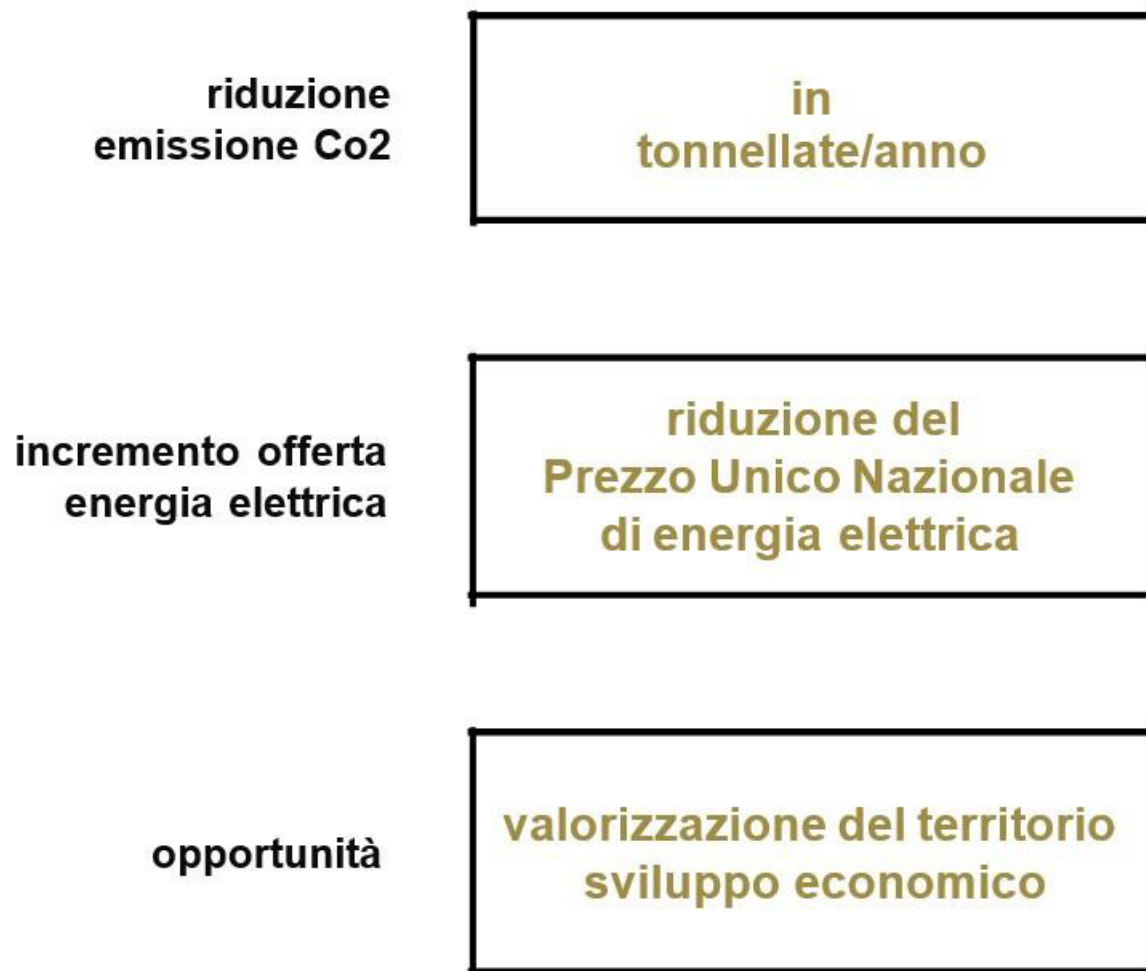 riduzione
emissione Co2
in
tonnellate/anno
incremento offerta
energia elettrica
riduzione del
Prezzo Unico Nazionale
di energia elettrica
opportunità
valorizzazione del territorio
sviluppo economico